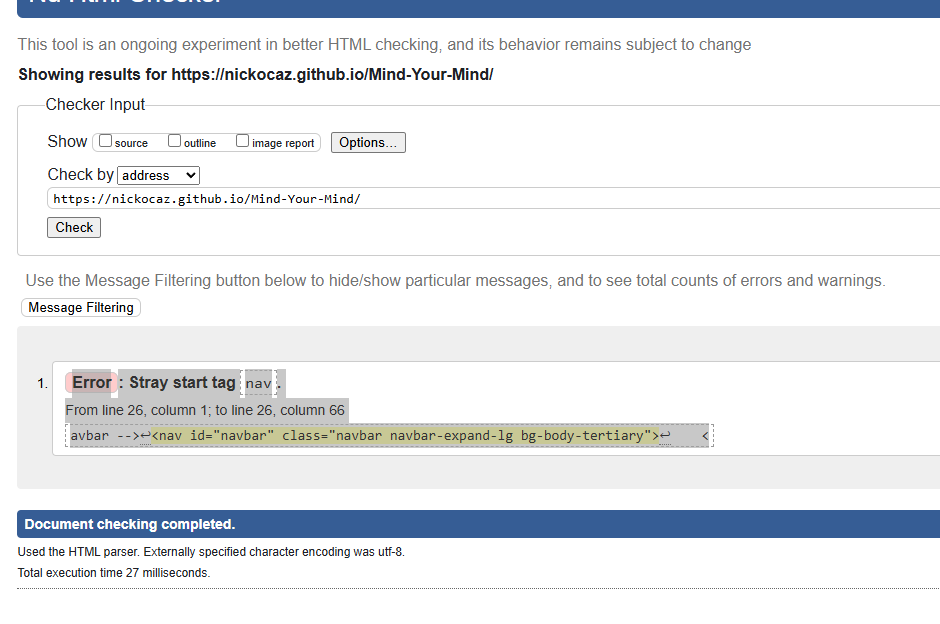 Nu Html Checker
This tool is an ongoing experiment in better HTML checking, and its behavior remains subject to change
Showing results for https://nickocaz.github.io/Mind-Your-Mind/
Checker Input
Show source outline image report Options...
Check by address
https://nickocaz.github.io/Mind-Your-Mind/
Check
Use the Message Filtering button below to hide/show particular messages, and to see total counts of errors and warnings.
Message Filtering
1. Error: Stray start tag nav.
From line 26, column 1; to line 26, column 66
avbar -->↩<nav id="navbar" class="navbar navbar-expand-lg bg-body-tertiary">↩    <
Document checking completed.
Used the HTML parser. Externally specified character encoding was utf-8.
Total execution time 27 milliseconds.